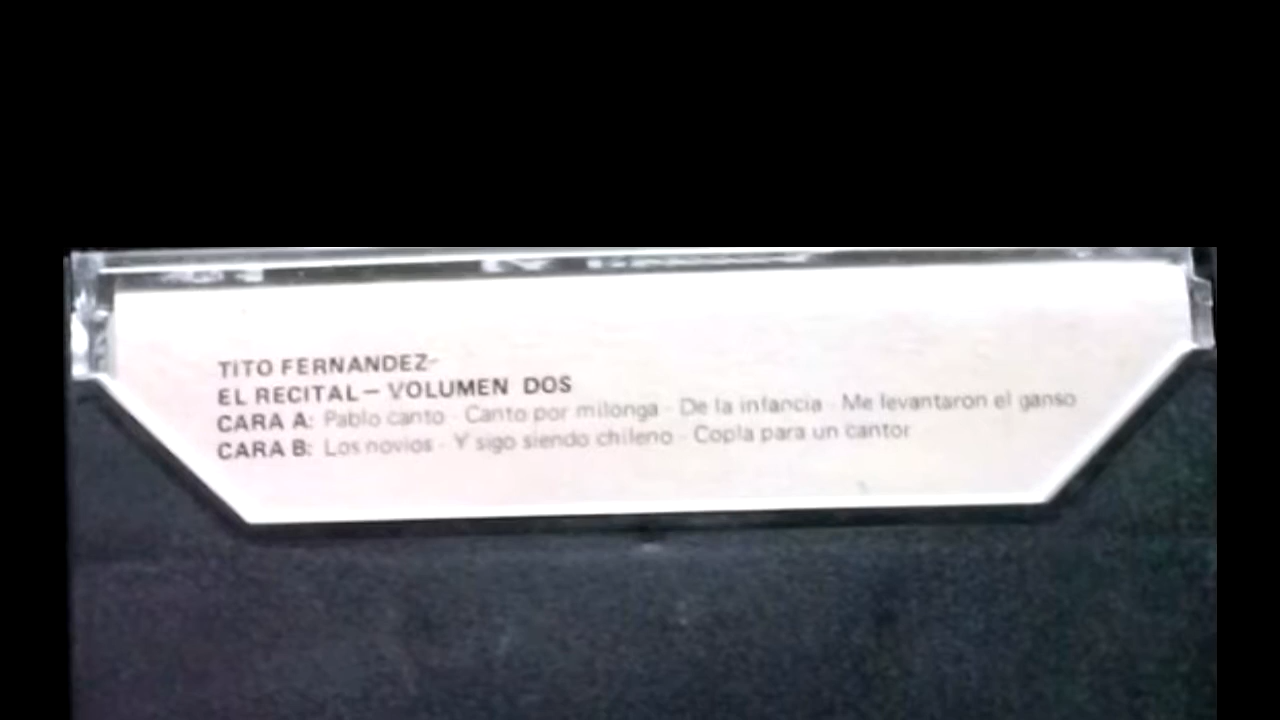 TITO FERNANDEZ-
EL RECITAL — VOLUMEN DOS
CARA A: Pablo canto · Canto por milonga · De la infancia · Me levantaron el ganso
CARA B: Los novios · Y sigo siendo chileno · Copla para un cantor